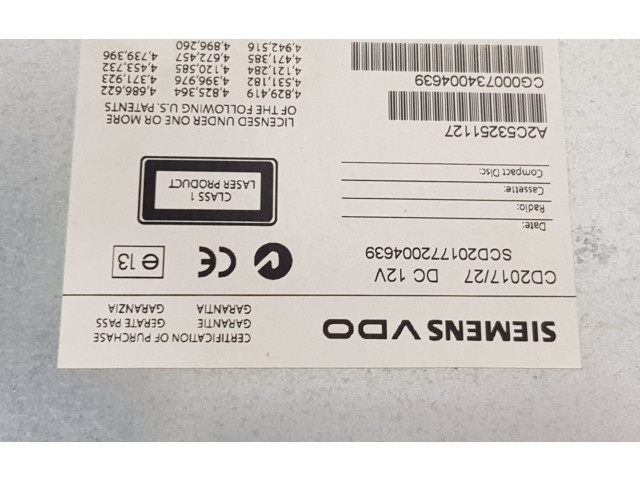 SIEMENS VDO
CERTIFICATION OF PURCHASE
GARANTIE GERATE PASS
GARANTIA GARANZIA
CD2017/27 DC 12V
SCD201772004639
e13
Date:
Radio:
Cassette:
Compact Disc:
CLASS 1
LASER PRODUCT
A2C53251127
CG000734004639
LICENSED UNDER ONE OR MORE
OF THE FOLLOWING U.S. PATENTS
4,829,419 4,825,364 4,686,622
4,531,182 4,396,976 4,371,923
4,121,284 4,120,585 4,453,732
4,471,385 4,672,457 4,739,396
4,942,516 4,896,260